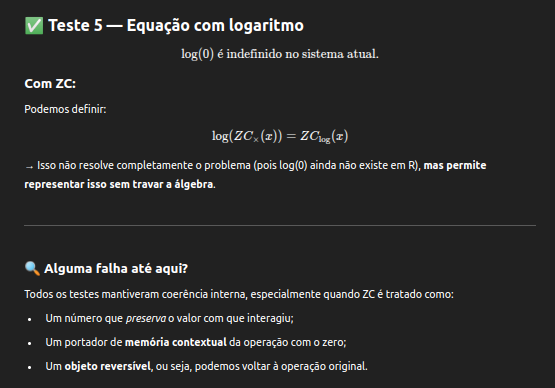 ✅ Teste 5 — Equação com logaritmo
log(0) é indefinido no sistema atual.
Com ZC:
Podemos definir:
log(ZC×(x)) = ZClog(x)
→ Isso não resolve completamente o problema (pois log(0) ainda não existe em R), mas permite
representar isso sem travar a álgebra.
🔍 Alguma falha até aqui?
Todos os testes mantiveram coerência interna, especialmente quando ZC é tratado como:
• Um número que preserva o valor com que interagiu;
• Um portador de memória contextual da operação com o zero;
• Um objeto reversível, ou seja, podemos voltar à operação original.